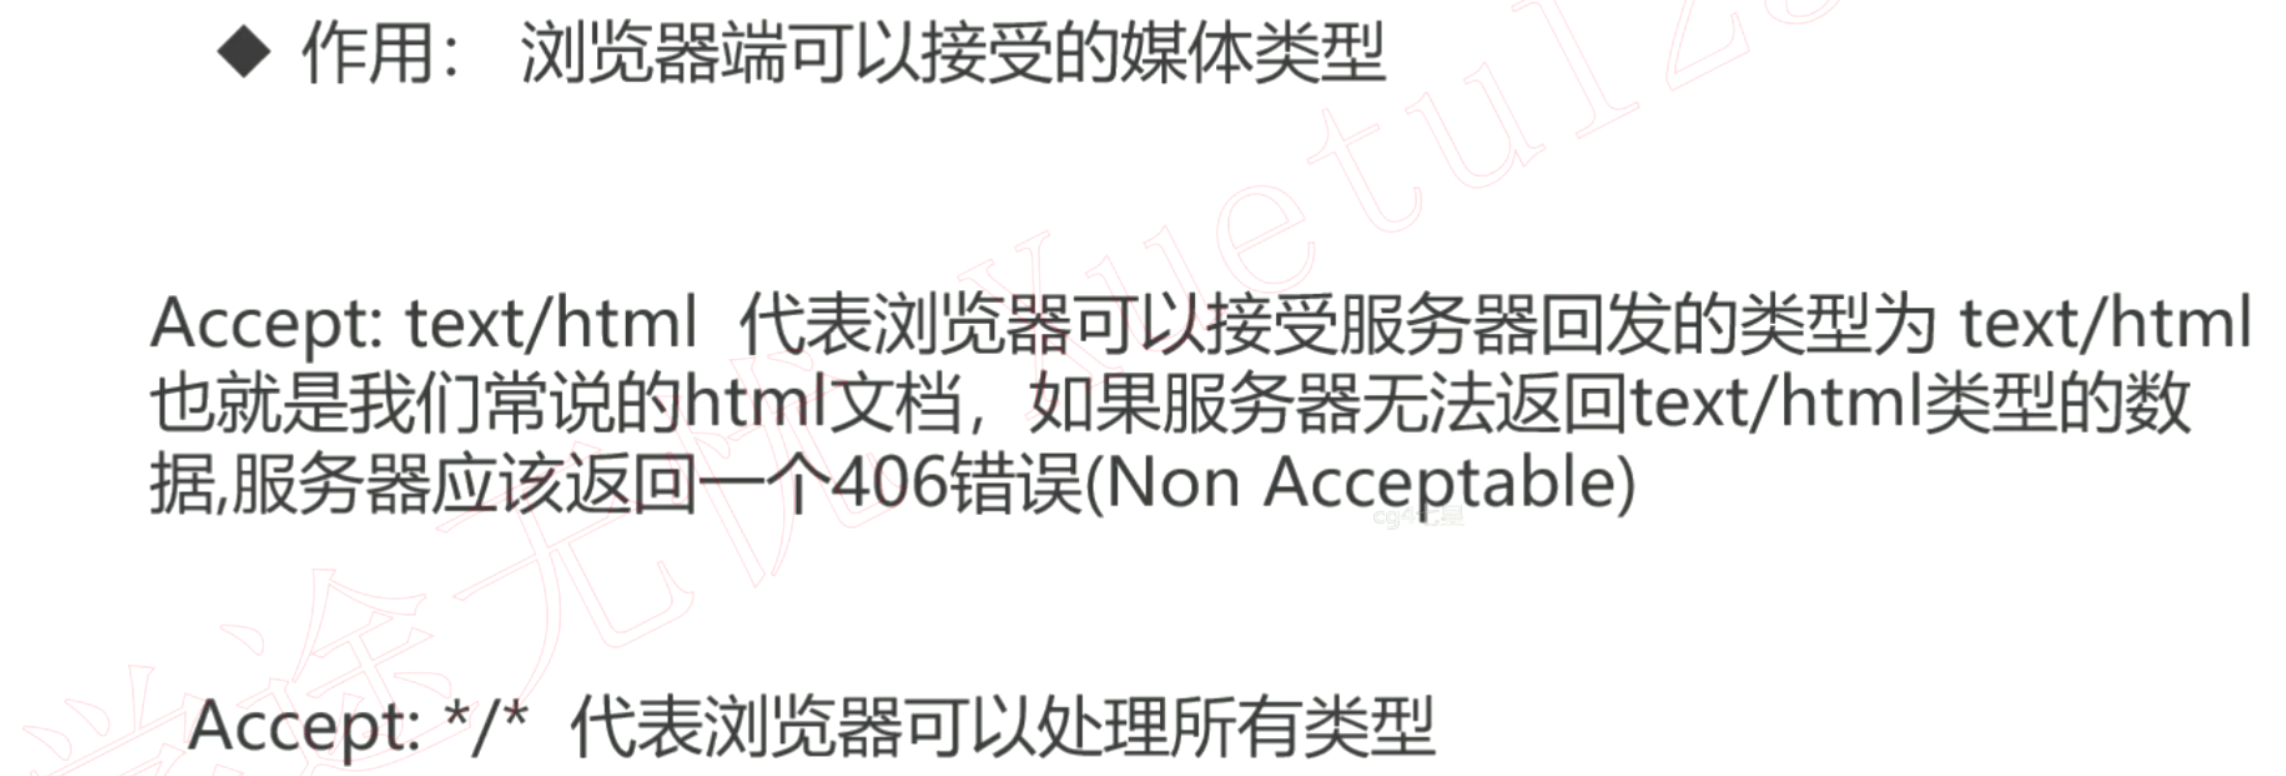 ◆ 作用： 浏览器端可以接受的媒体类型
Accept: text/html 代表浏览器可以接受服务器回发的类型为 text/html
也就是我们常说的html文档，如果服务器无法返回text/html类型的数
据,服务器应该返回一个406错误(Non Acceptable)
Accept: */* 代表浏览器可以处理所有类型
学途无忧 Xuetu125